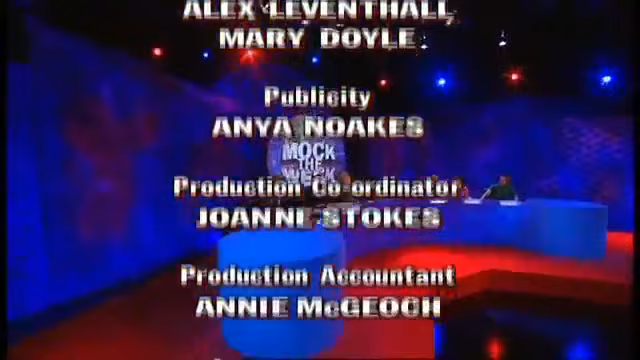 ALEX LEVENTHALL
MARY DOYLE
Publicity
ANYA NOAKES
MOCK
THE
WEEK
Production Co-ordinator
JOANNE STOKES
Production Accountant
ANNIE McGEOCH